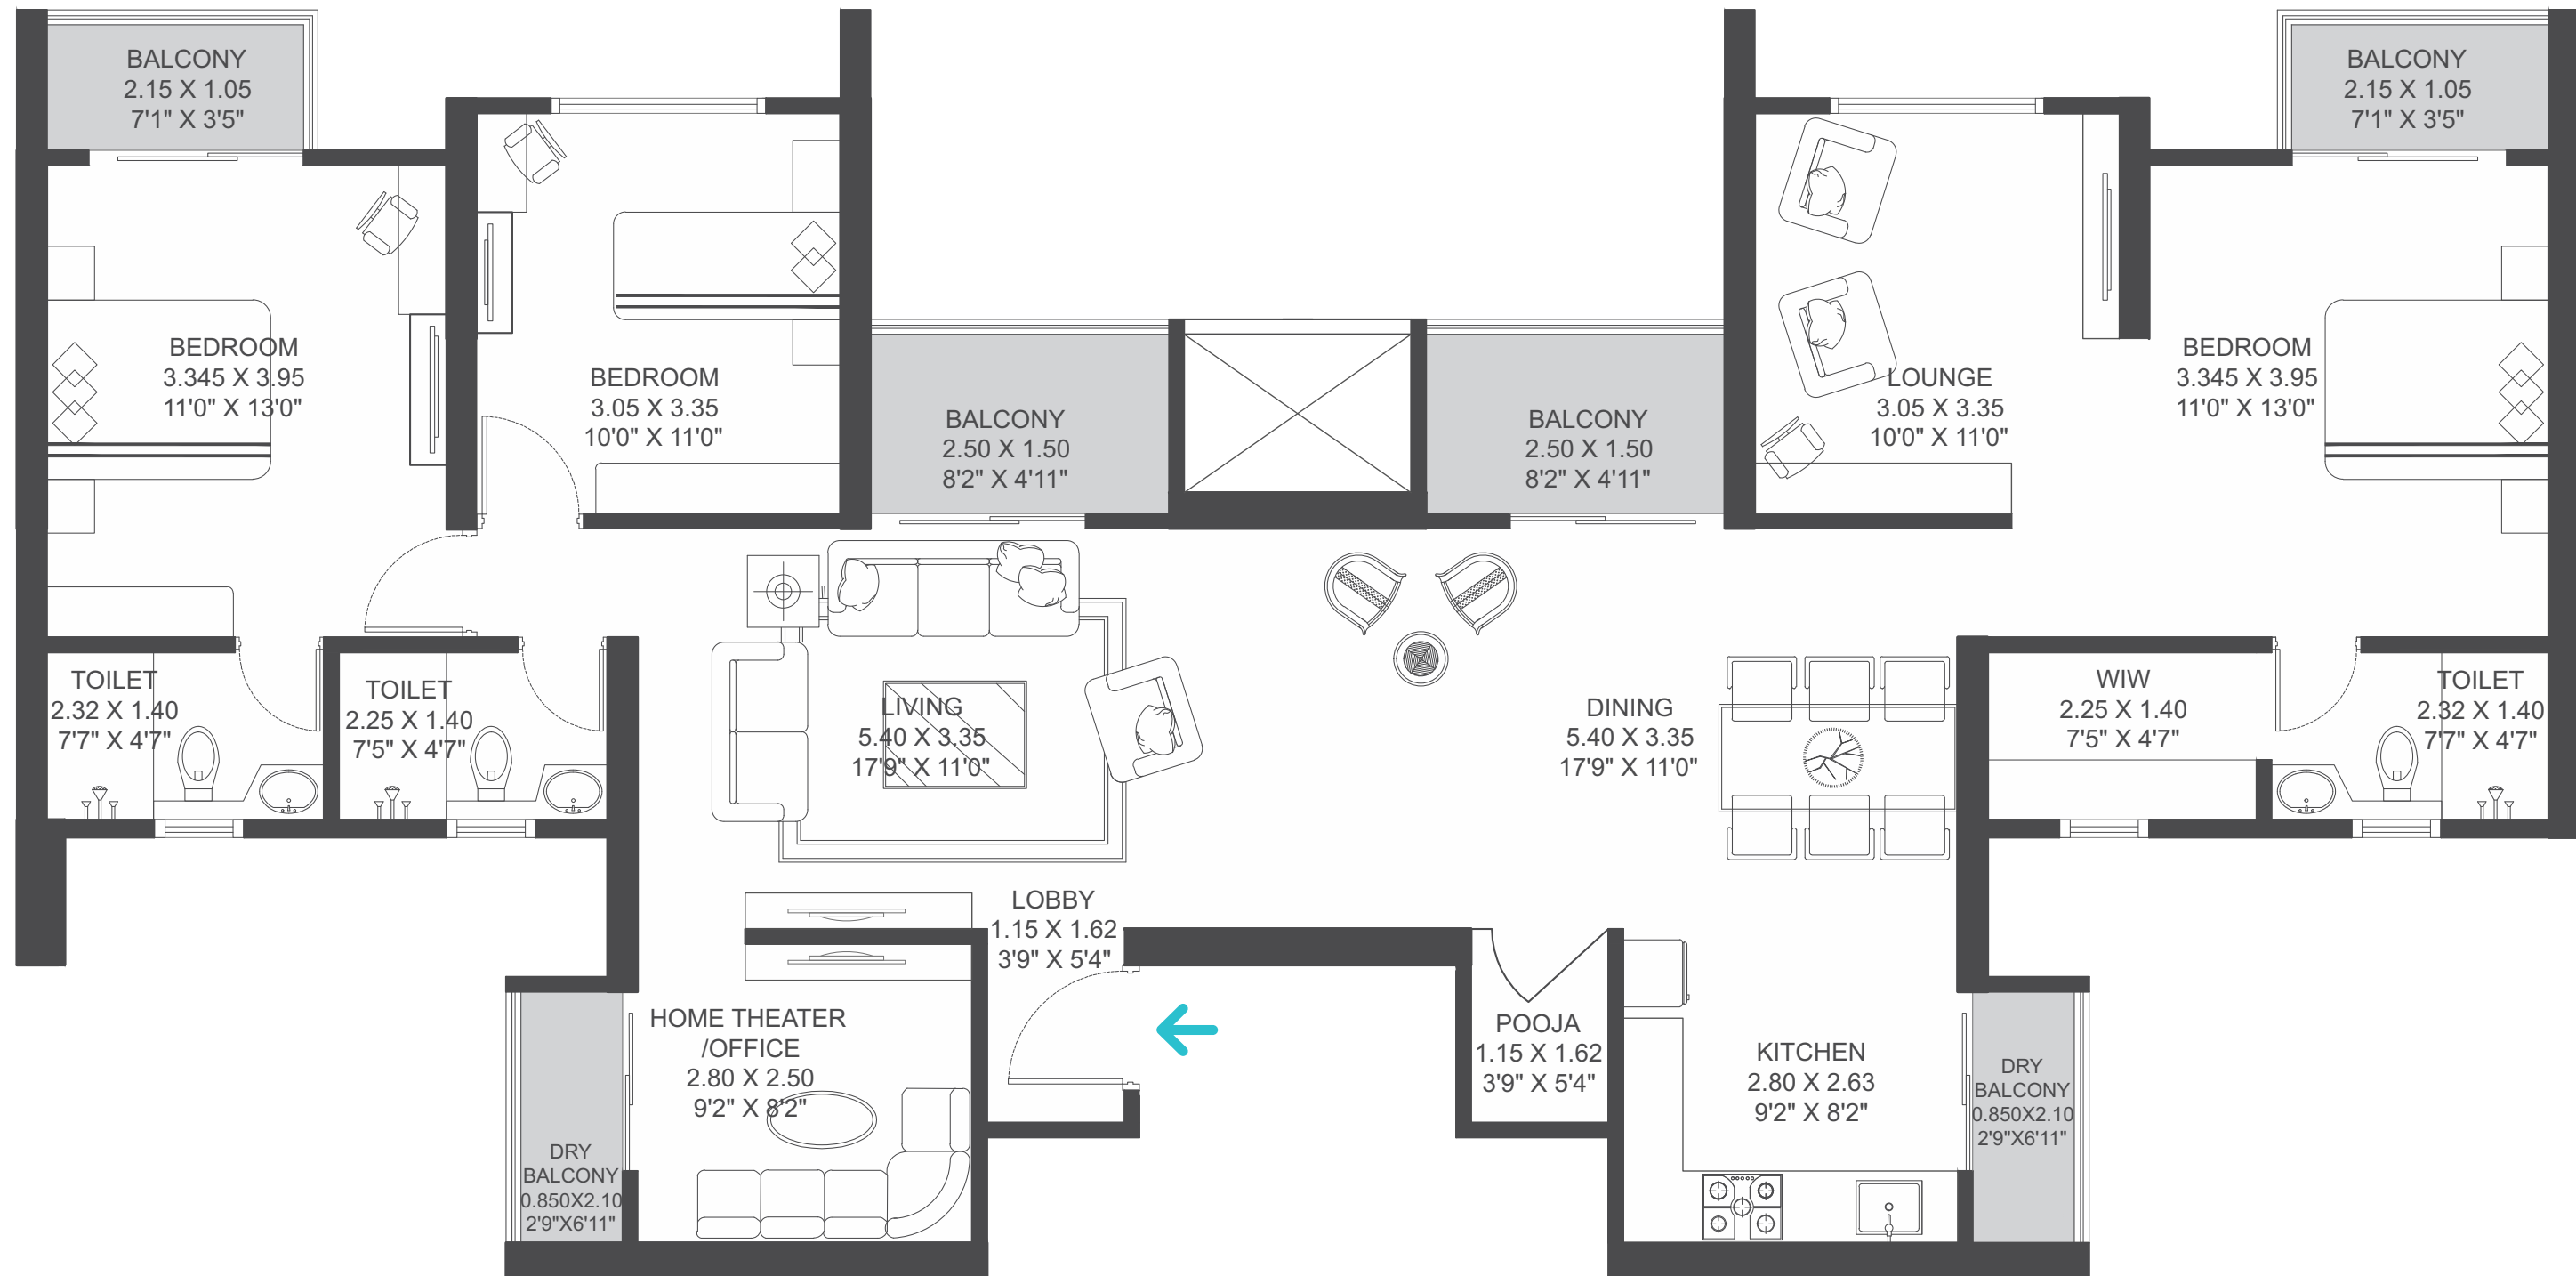 BALCONY
2.15 X 1.05
7'1" X 3'5"
BALCONY
2.15 X 1.05
7'1" X 3'5"
BEDROOM
3.345 X 3.95
11'0" X 13'0"
BEDROOM
3.05 X 3.35
10'0" X 11'0"
BALCONY
2.50 X 1.50
8'2" X 4'11"
BALCONY
2.50 X 1.50
8'2" X 4'11"
LOUNGE
3.05 X 3.35
10'0" X 11'0"
BEDROOM
3.345 X 3.95
11'0" X 13'0"
TOILET
2.32 X 1.40
7'7" X 4'7"
TOILET
2.25 X 1.40
7'5" X 4'7"
LIVING
5.40 X 3.35
17'9" X 11'0"
DINING
5.40 X 3.35
17'9" X 11'0"
WIW
2.25 X 1.40
7'5" X 4'7"
TOILET
2.32 X 1.40
7'7" X 4'7"
LOBBY
1.15 X 1.62
3'9" X 5'4"
HOME THEATER
/OFFICE
2.80 X 2.50
9'2" X 8'2"
POOJA
1.15 X 1.62
3'9" X 5'4"
KITCHEN
2.80 X 2.63
9'2" X 8'2"
DRY
BALCONY
0.850X2.10
2'9"X6'11"
DRY
BALCONY
0.850X2.10
2'9"X6'11"